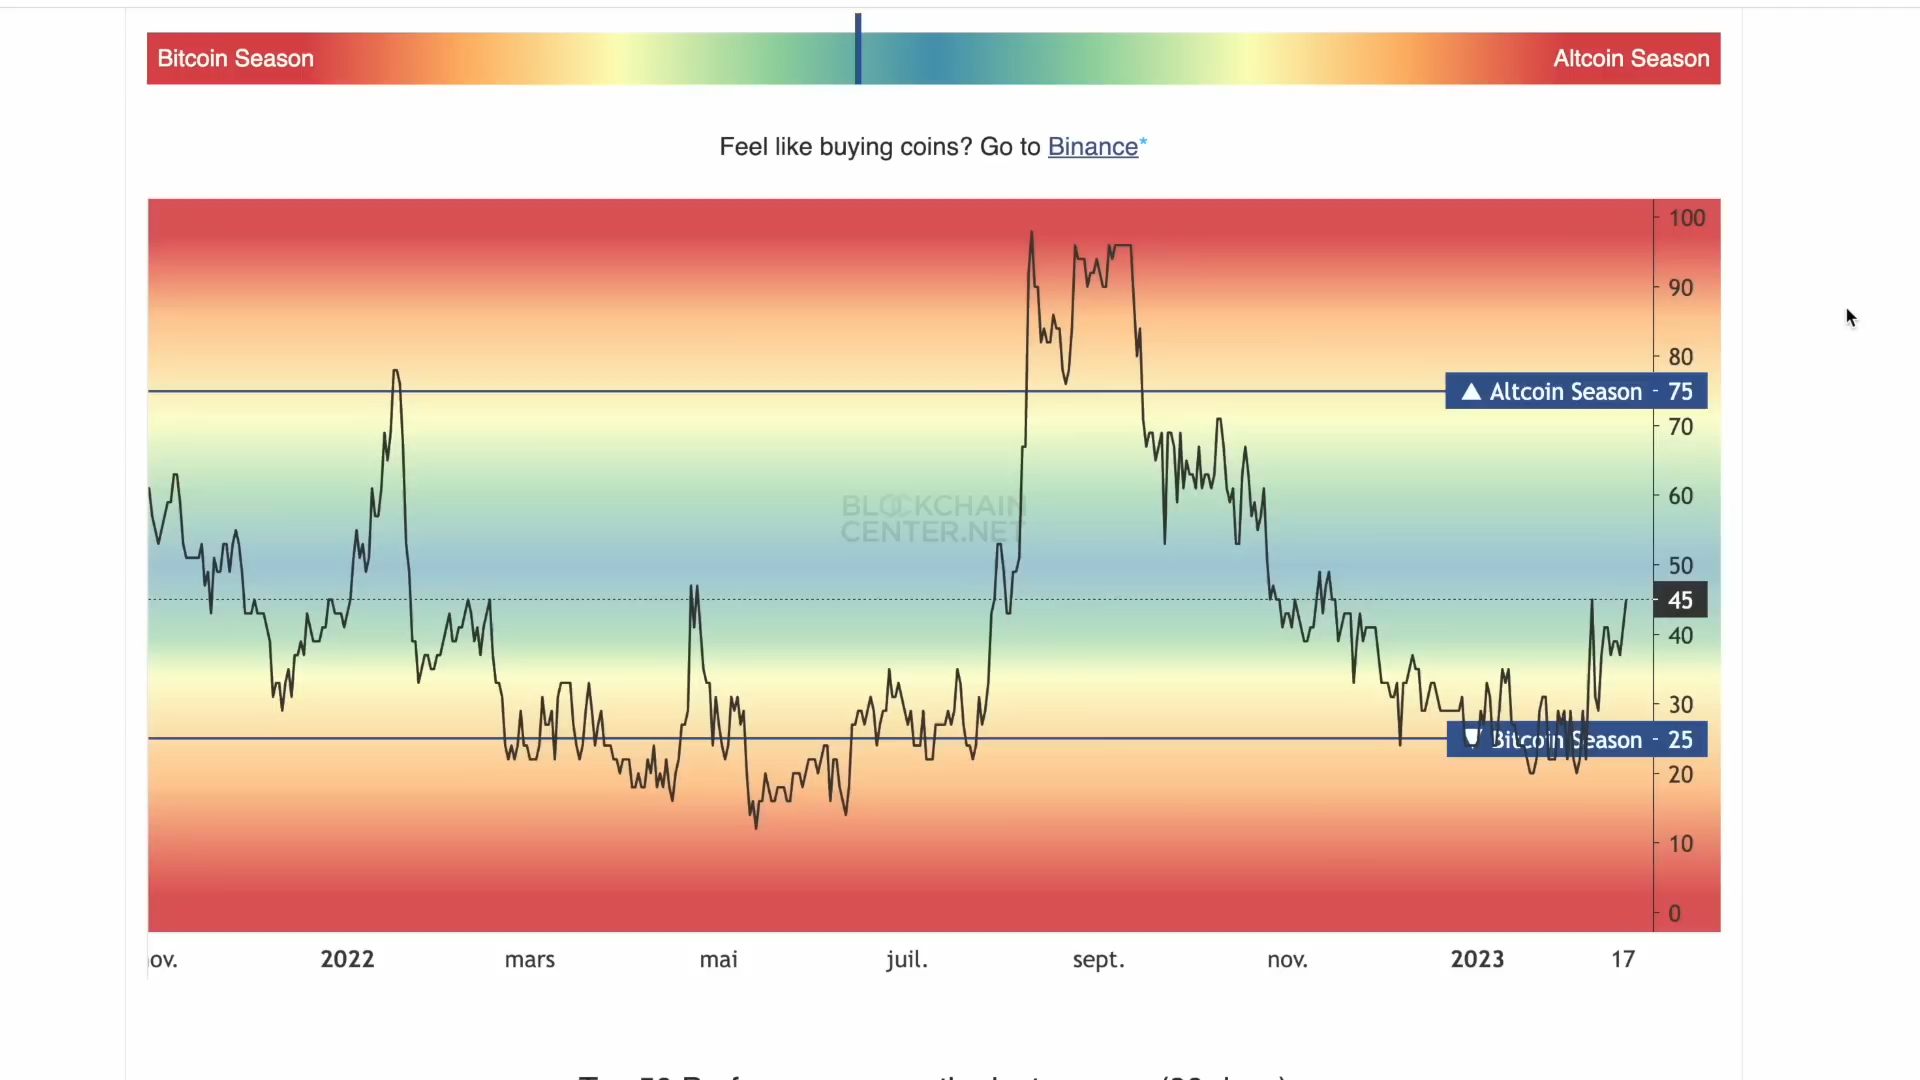 Bitcoin Season
Altcoin Season
Feel like buying coins? Go to Binance*
BLOCKCHAIN
CENTER.NET
100
90
80
▲ Altcoin Season - 75
70
60
50
45
40
30
Bitcoin Season - 25
20
10
0
ov. 2022 mars mai juil. sept. nov. 2023 17